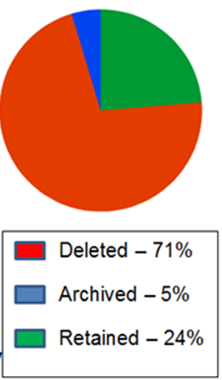 Deleted – 71%
Archived – 5%
Retained – 24%